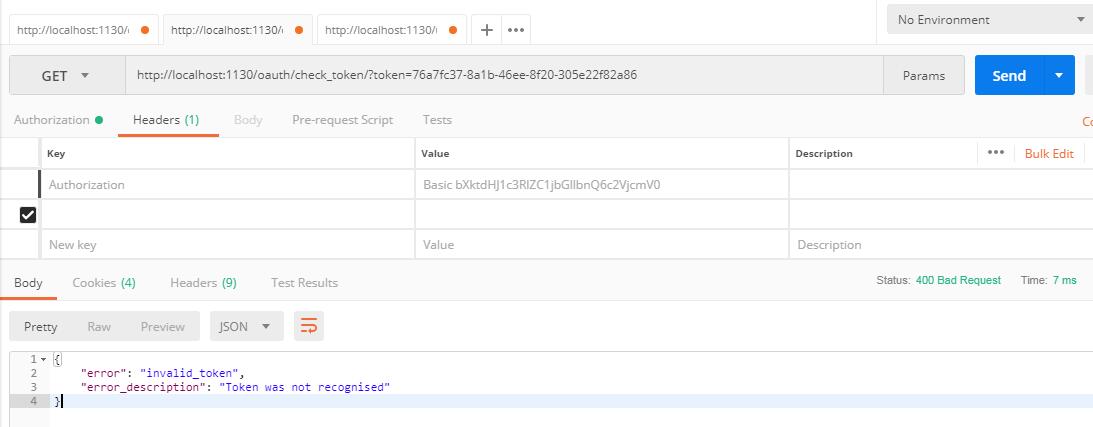 http://localhost:1130/
http://localhost:1130/
http://localhost:1130/
No Environment
GET
http://localhost:1130/oauth/check_token/?token=76a7fc37-8a1b-46ee-8f20-305e22f82a86
Params
Send
Authorization
Headers (1)
Body
Pre-request Script
Tests
Key
Value
Description
Bulk Edit
Authorization
Basic bXktdHJ1c3RlZC1jbGllbnQ6c2VjcmV0
New key
Value
Description
Body
Cookies (4)
Headers (9)
Test Results
Status: 400 Bad Request
Time: 7 ms
Pretty
Raw
Preview
JSON
1 {
2 "error": "invalid_token",
3 "error_description": "Token was not recognised"
4 }